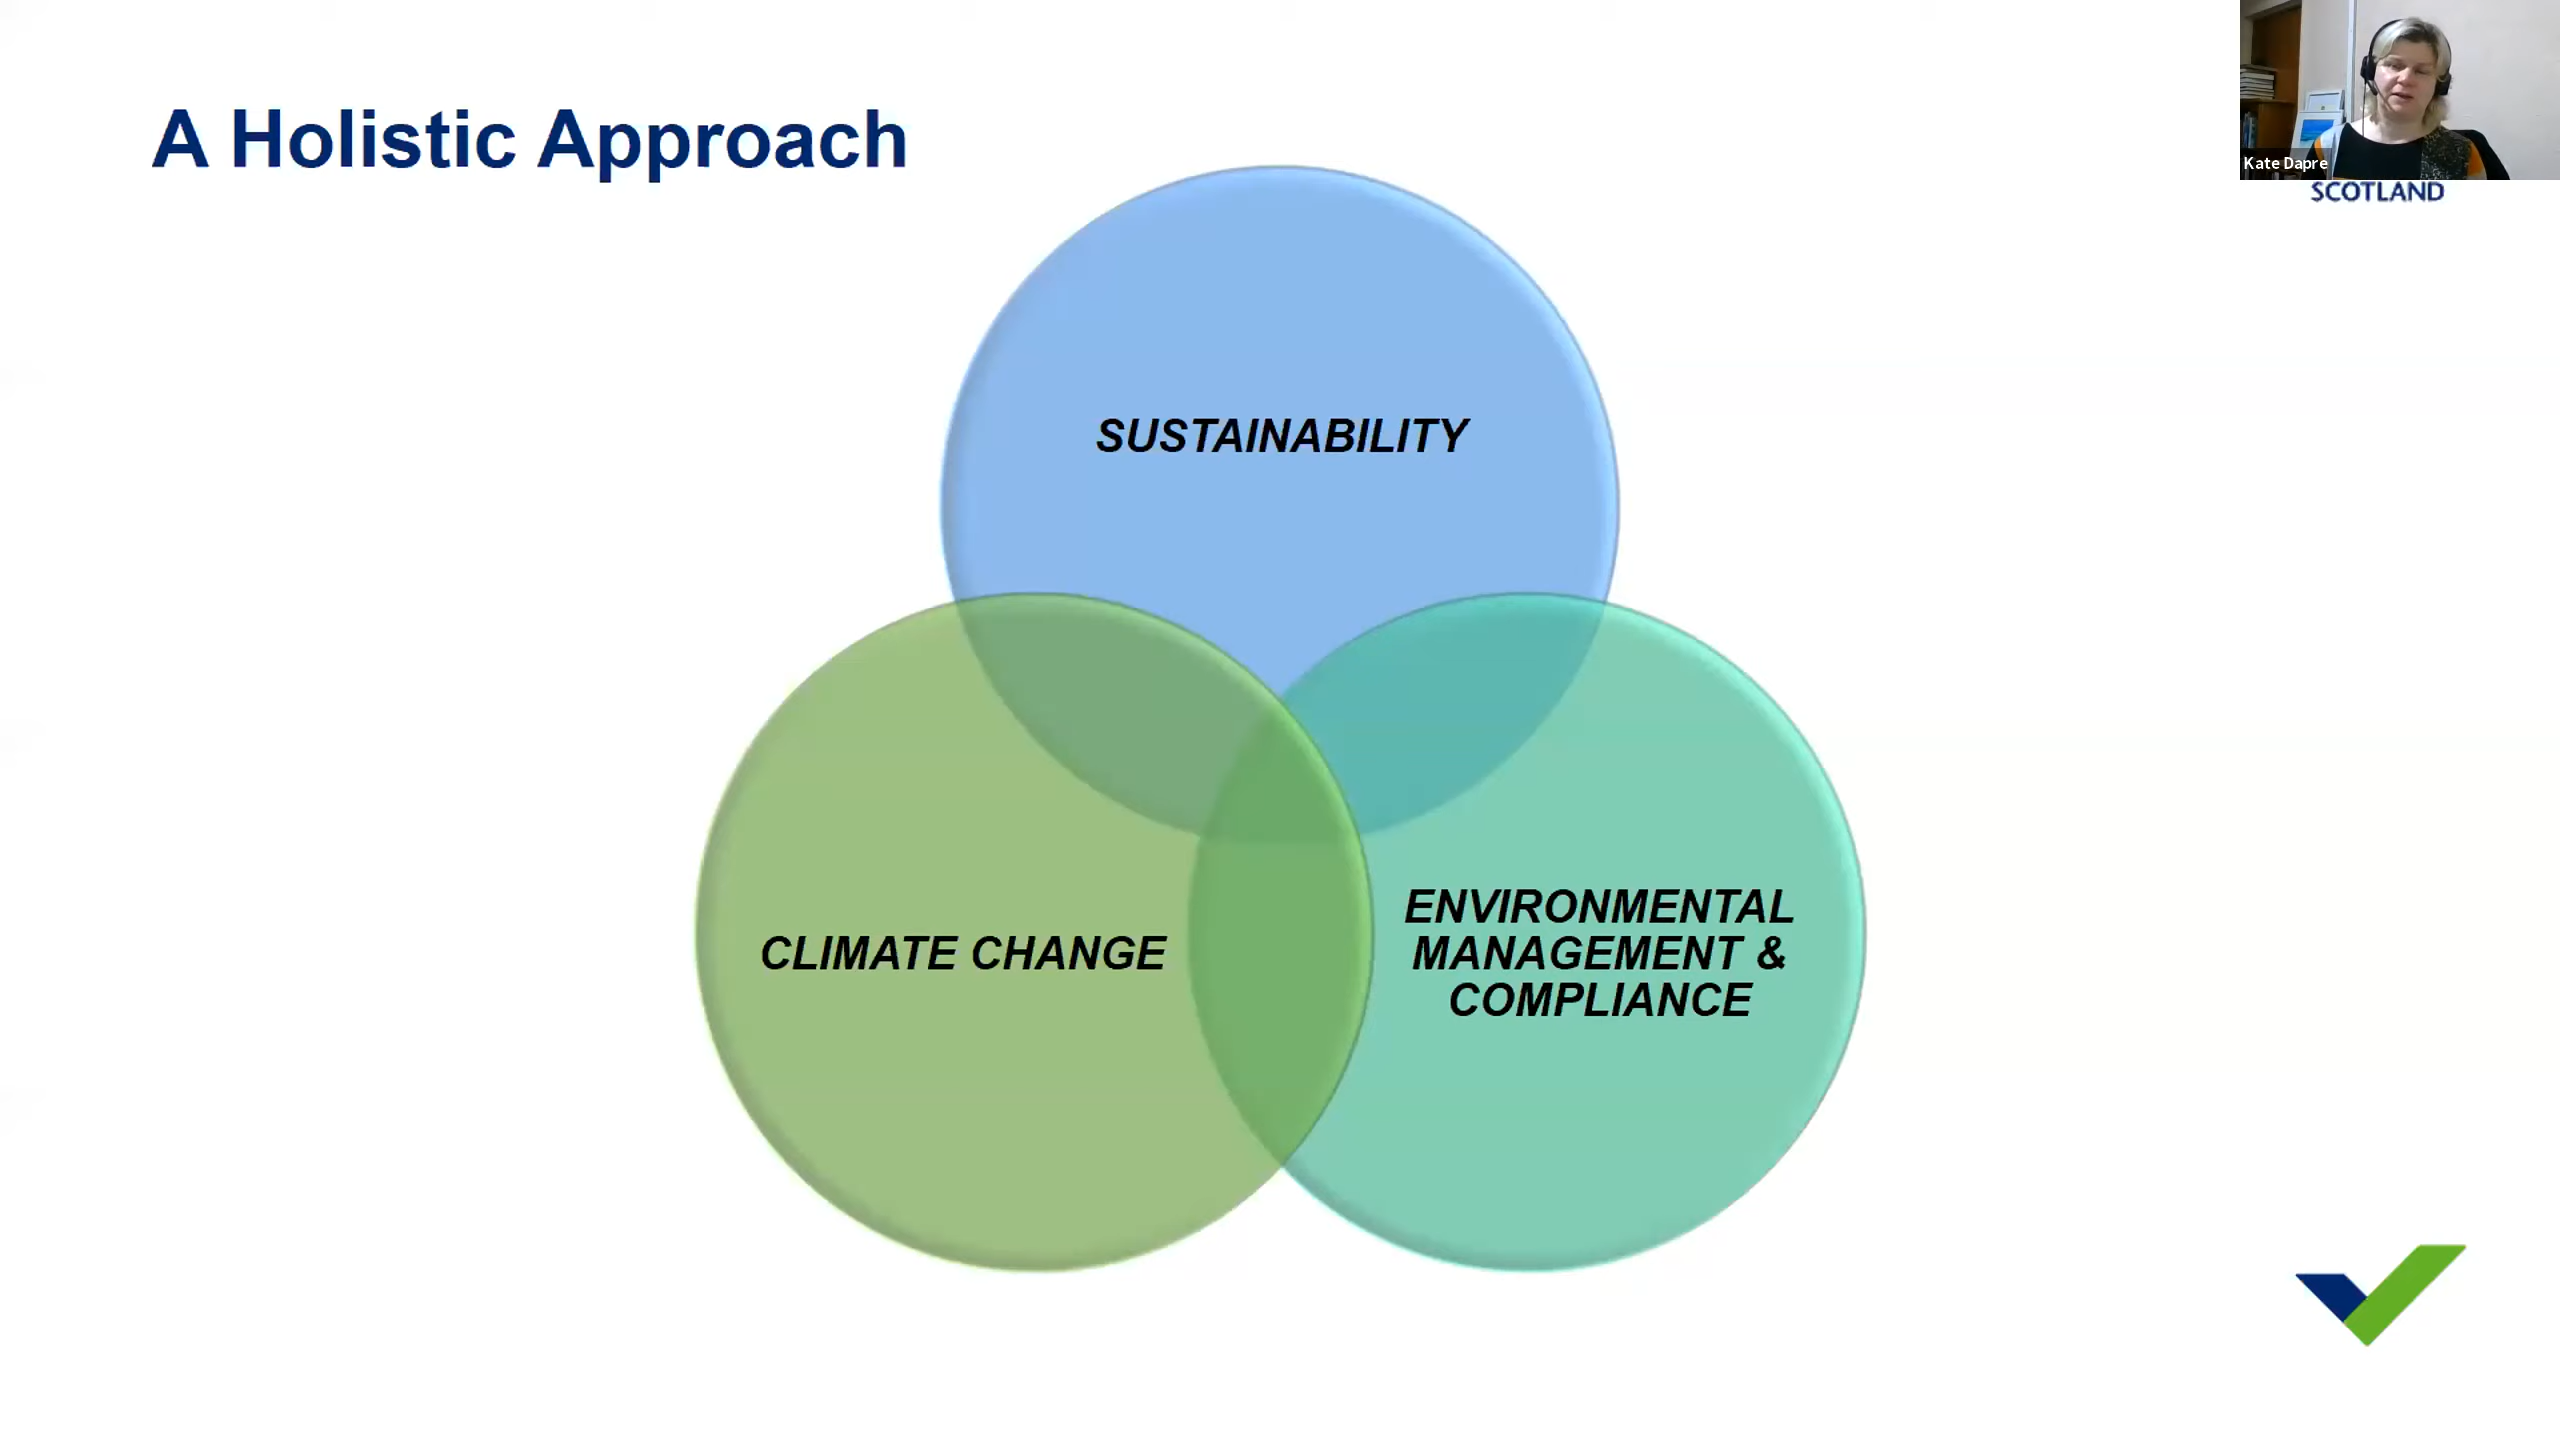 A Holistic Approach
Kate Dapre
SCOTLAND
SUSTAINABILITY
CLIMATE CHANGE
ENVIRONMENTAL
MANAGEMENT &
COMPLIANCE